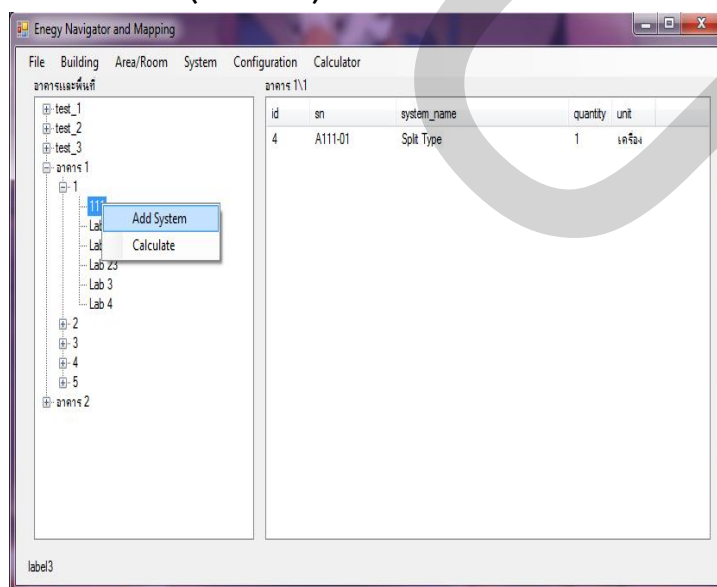 Enegy Navigator and Mapping
File Building Area/Room System Configuration Calculator
อาคารและพื้นที่ อาคาร 1\1
test_1
test_2
test_3
อาคาร 1
1
111
Lab 23
Lab 3
Lab 4
2
3
4
5
อาคาร 2
Add System
Calculate
id sn system_name quantity unit
4 A111-01 Split Type 1 เครื่อง
label3